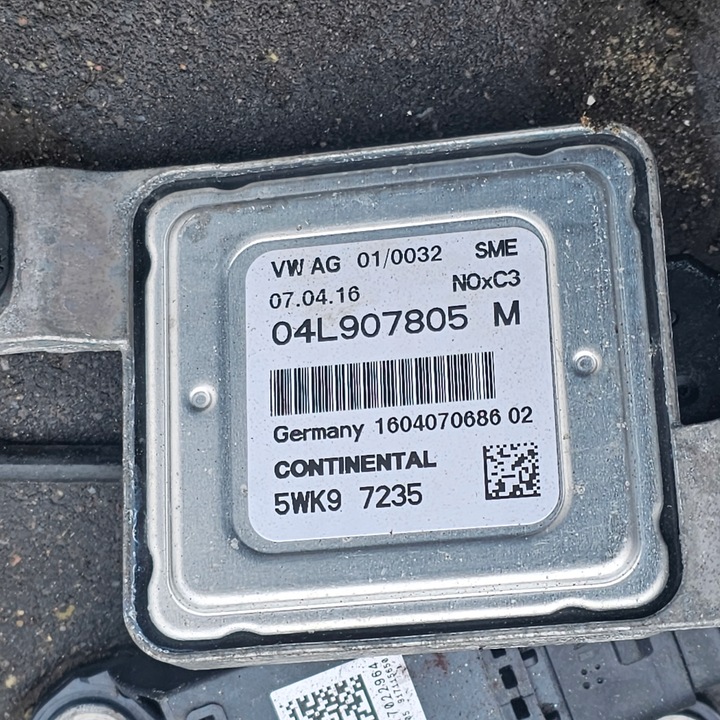 VW AG 01/0032 SME
07.04.16 NOxC3
04L907805 M
Germany 1604070686 02
CONTINENTAL
5WK9 7235